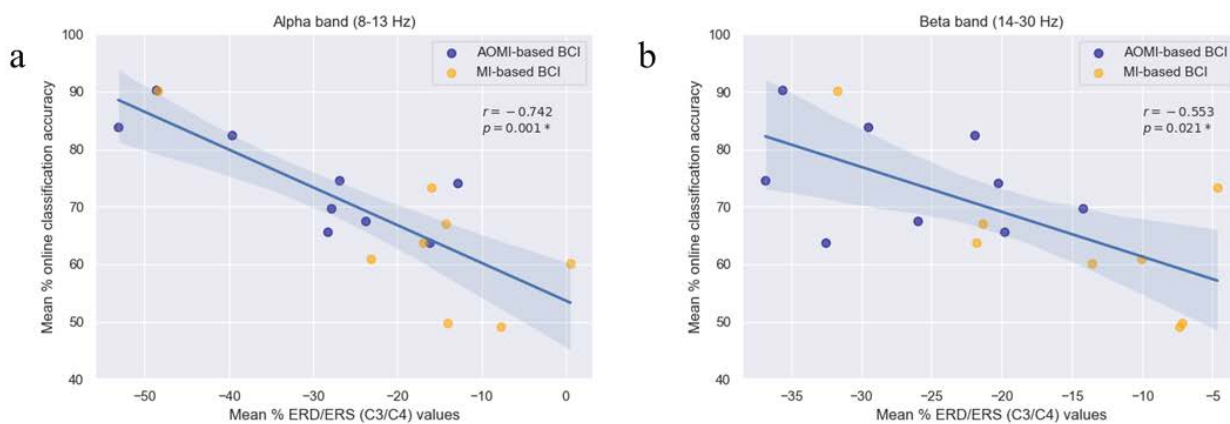 a
Alpha band (8-13 Hz)
100
90
80
70
60
50
40
Mean % online classification accuracy
AOMI-based BCI
MI-based BCI
r = −0.742
p = 0.001 *
−50 −40 −30 −20 −10 0
Mean % ERD/ERS (C3/C4) values
b
Beta band (14-30 Hz)
100
90
80
70
60
50
40
Mean % online classification accuracy
AOMI-based BCI
MI-based BCI
r = −0.553
p = 0.021 *
−35 −30 −25 −20 −15 −10 −5
Mean % ERD/ERS (C3/C4) values